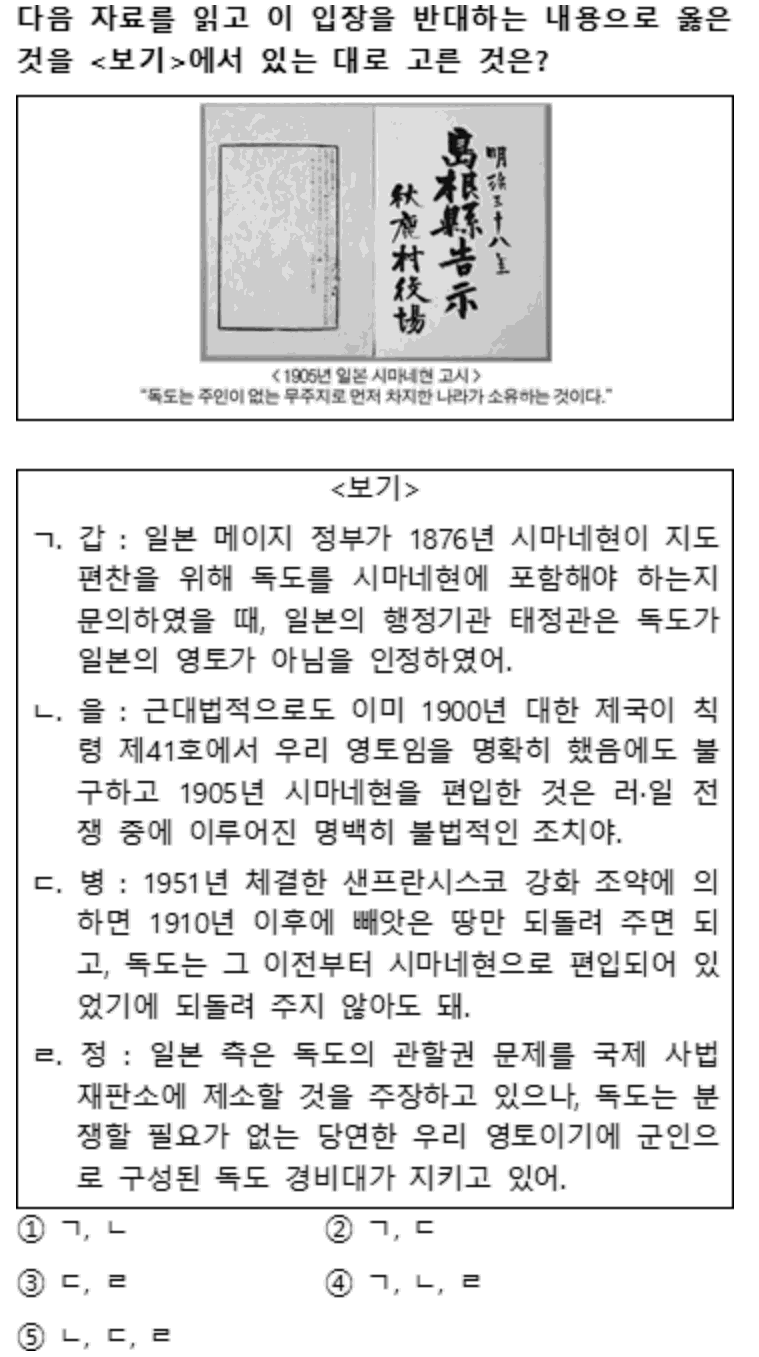 다음 자료를 읽고 이 입장을 반대하는 내용으로 옳은
것을 <보기>에서 있는 대로 고른 것은?
明治三十八年
島根縣告示
秋鹿村役場
<1905년 일본 시마네현 고시>
"독도는 주인이 없는 무주지로 먼저 차지한 나라가 소유하는 것이다."
<보기>
ㄱ. 갑 : 일본 메이지 정부가 1876년 시마네현이 지도
편찬을 위해 독도를 시마네현에 포함해야 하는지
문의하였을 때, 일본의 행정기관 태정관은 독도가
일본의 영토가 아님을 인정하였어.
ㄴ. 을 : 근대법적으로도 이미 1900년 대한 제국이 칙
령 제41호에서 우리 영토임을 명확히 했음에도 불
구하고 1905년 시마네현을 편입한 것은 러·일 전
쟁 중에 이루어진 명백히 불법적인 조치야.
ㄷ. 병 : 1951년 체결한 샌프란시스코 강화 조약에 의
하면 1910년 이후에 빼앗은 땅만 되돌려 주면 되
고, 독도는 그 이전부터 시마네현으로 편입되어 있
었기에 되돌려 주지 않아도 돼.
ㄹ. 정 : 일본 측은 독도의 관할권 문제를 국제 사법
재판소에 제소할 것을 주장하고 있으나, 독도는 분
쟁할 필요가 없는 당연한 우리 영토이기에 군인으
로 구성된 독도 경비대가 지키고 있어.
① ㄱ, ㄴ ② ㄱ, ㄷ
③ ㄷ, ㄹ ④ ㄱ, ㄴ, ㄹ
⑤ ㄴ, ㄷ, ㄹ